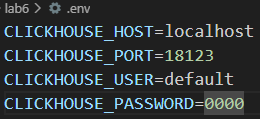 lab6 > .env
CLICKHOUSE_HOST=localhost
CLICKHOUSE_PORT=18123
CLICKHOUSE_USER=default
CLICKHOUSE_PASSWORD=0000